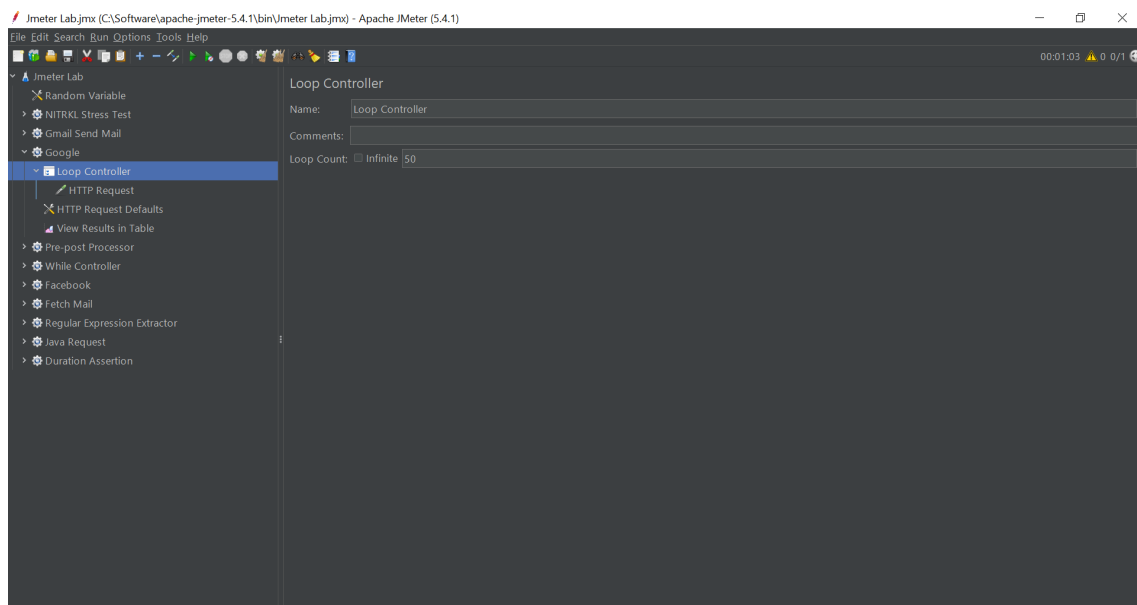 Jmeter Lab.jmx (C:\Software\apache-jmeter-5.4.1\bin\Jmeter Lab.jmx) - Apache JMeter (5.4.1)
File Edit Search Run Options Tools Help
00:01:03 0 0/1
Jmeter Lab
Random Variable
NITRKL Stress Test
Gmail Send Mail
Google
Loop Controller
HTTP Request
HTTP Request Defaults
View Results in Table
Pre-post Processor
While Controller
Facebook
Fetch Mail
Regular Expression Extractor
Java Request
Duration Assertion
Loop Controller
Name: Loop Controller
Comments:
Loop Count: Infinite 50